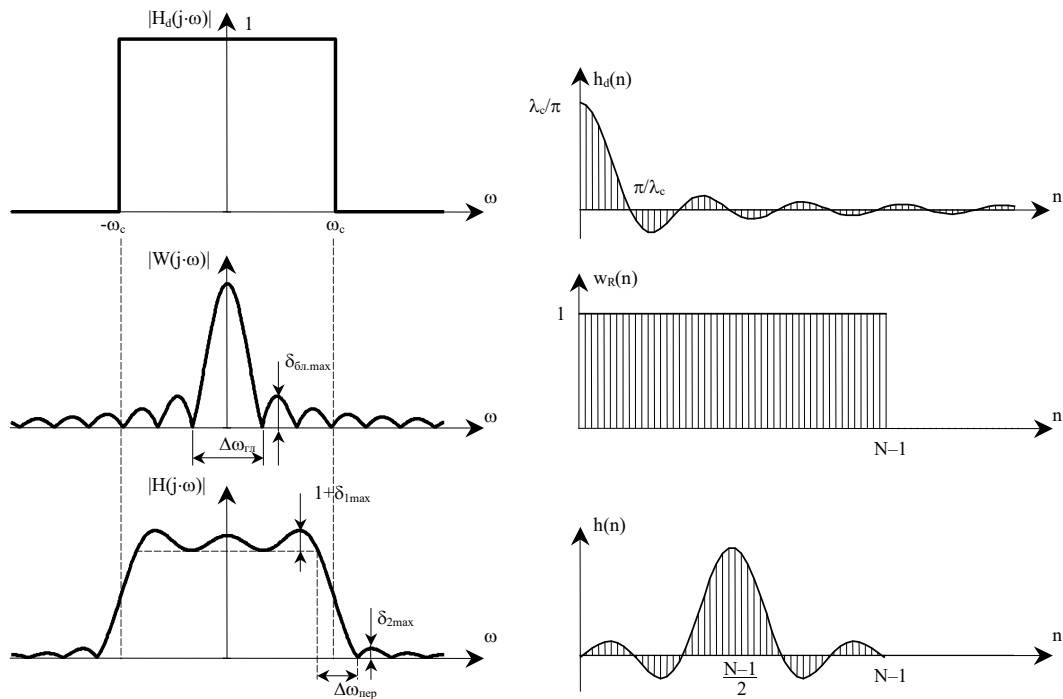 |H_d(j·ω)|
1
-ω_c
ω_c
ω
h_d(n)
λ_c/π
π/λ_c
n
|W(j·ω)|
δ_бл.max
ω
Δω_гл
w_R(n)
1
n
N–1
|H(j·ω)|
1+δ_1max
δ_2max
ω
Δω_пер
h(n)
n
N–1
2
N–1